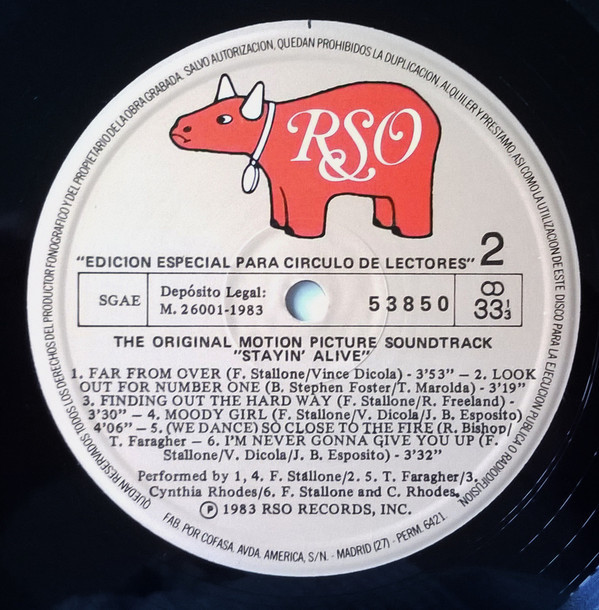 RSO
"EDICION ESPECIAL PARA CIRCULO DE LECTORES" 2
SGAE
Depósito Legal:
M. 26001-1983
53850
33⅓
THE ORIGINAL MOTION PICTURE SOUNDTRACK
"STAYIN' ALIVE"
1. FAR FROM OVER (F. Stallone/Vince Dicola) - 3'53" — 2. LOOK
OUT FOR NUMBER ONE (B. Stephen Foster/T. Marolda) - 3'19"
3. FINDING OUT THE HARD WAY (F. Stallone/R. Freeland) -
3'30" — 4. MOODY GIRL (F. Stallone/V. Dicola/J. B. Esposito)
4'06" — 5. (WE DANCE) SO CLOSE TO THE FIRE (R. Bishop/
T. Faragher — 6. I'M NEVER GONNA GIVE YOU UP (F.
Stallone/V. Dicola/J. B. Esposito) - 3'32"
Performed by 1, 4. F. Stallone/2. 5. T. Faragher/3.
Cynthia Rhodes/6. F. Stallone and C. Rhodes.
Ⓟ 1983 RSO RECORDS, INC.
QUEDAN RESERVADOS TODOS LOS DERECHOS DEL PRODUCTOR FONOGRAFICO Y DEL PROPIETARIO DE LA OBRA GRABADA. SALVO AUTORIZACION, QUEDAN PROHIBIDOS LA DUPLICACION, ALQUILER Y PRESTAMO, ASI COMO LA UTILIZACION DE ESTE DISCO PARA LA EJECUCION PUBLICA O RADIODIFUSION.
FAB. POR COFASA. AVDA. AMERICA, S/N. - MADRID (27) - PERM. 6421.